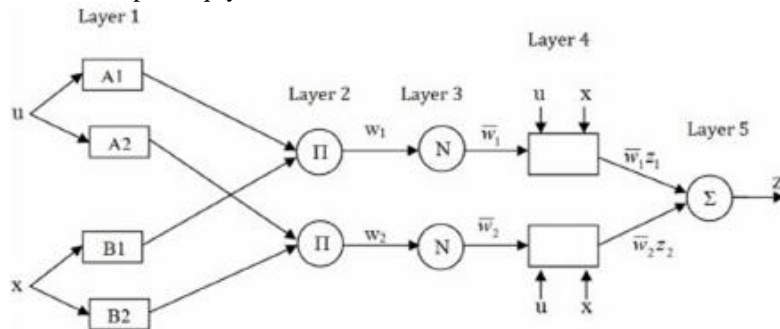 Layer 1
Layer 4
A1
u x
Layer 2 Layer 3
Layer 5
u
w₁
w̅₁
A2
Π
N
w̅₁z₁
z
Σ
w₂
w̅₂
B1
Π
N
w̅₂z₂
x
B2
u x